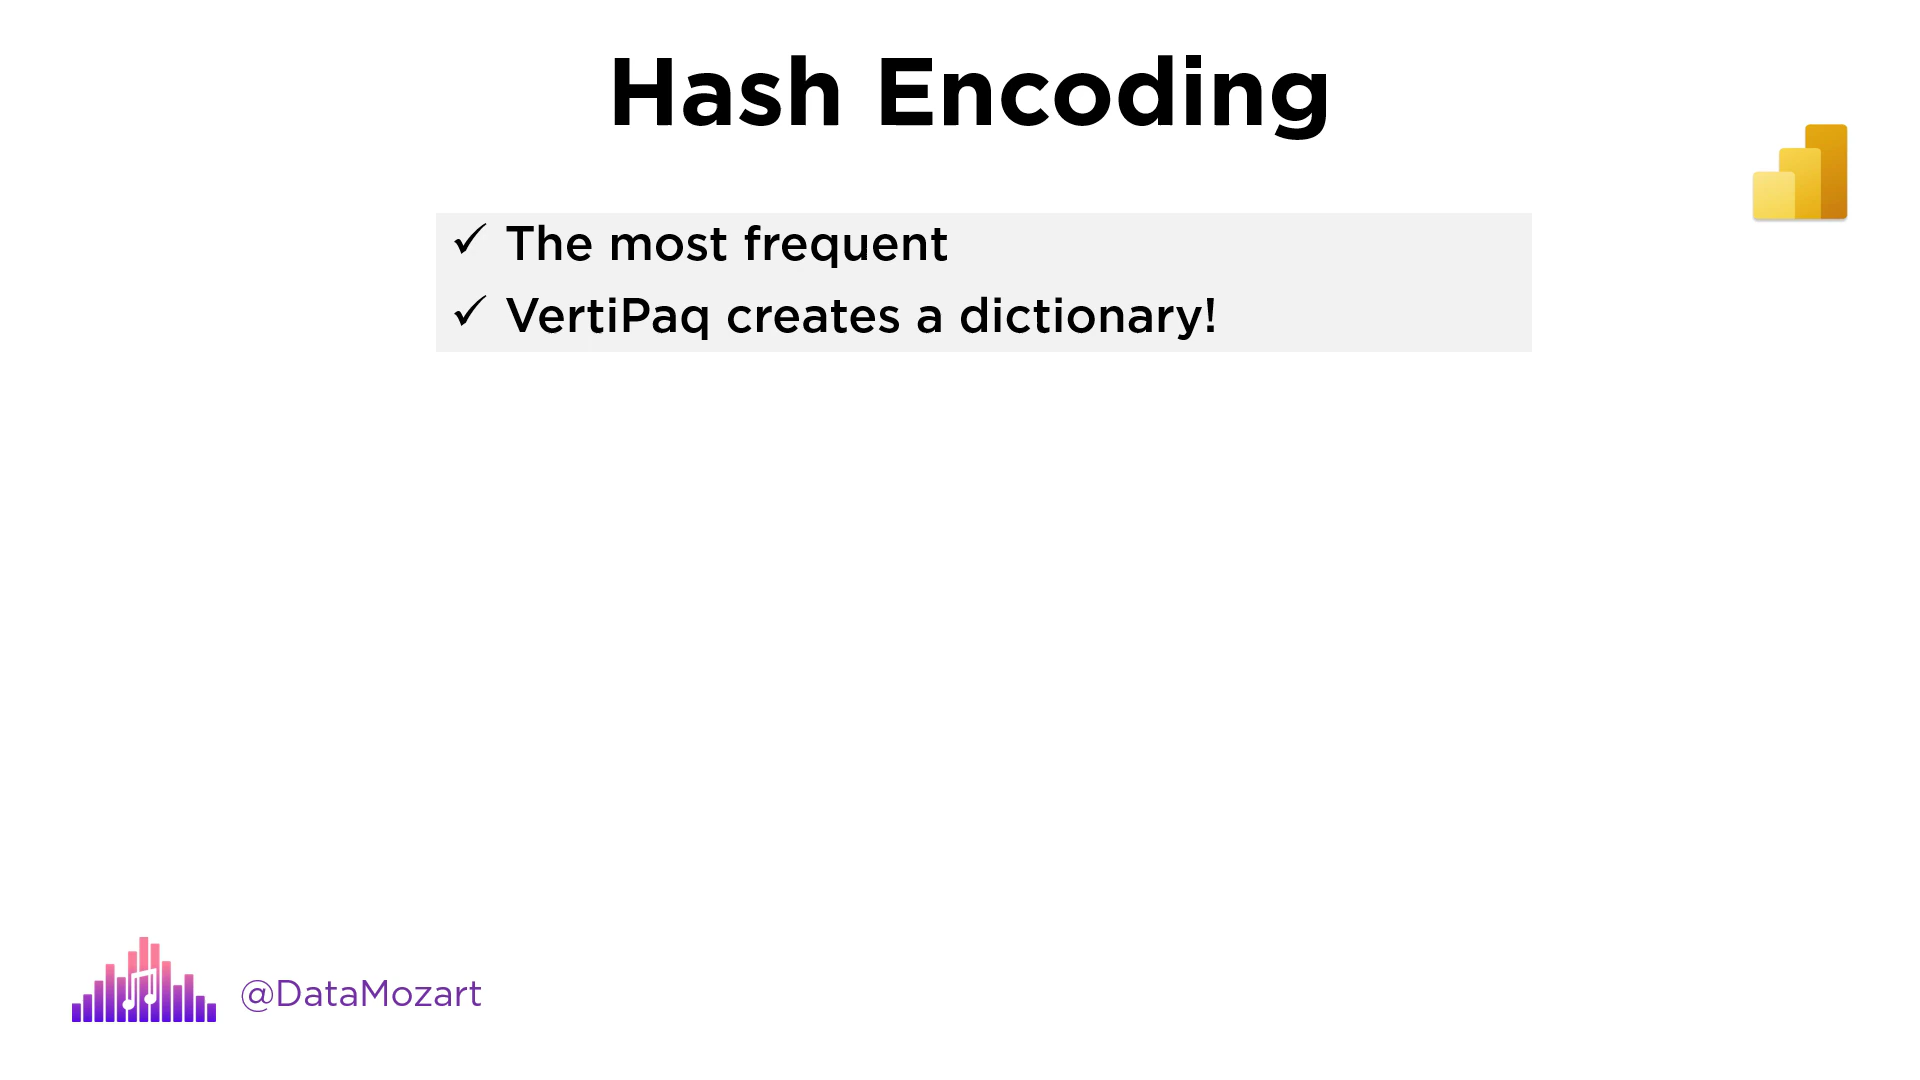 Hash Encoding
✓ The most frequent
✓ VertiPaq creates a dictionary!
@DataMozart